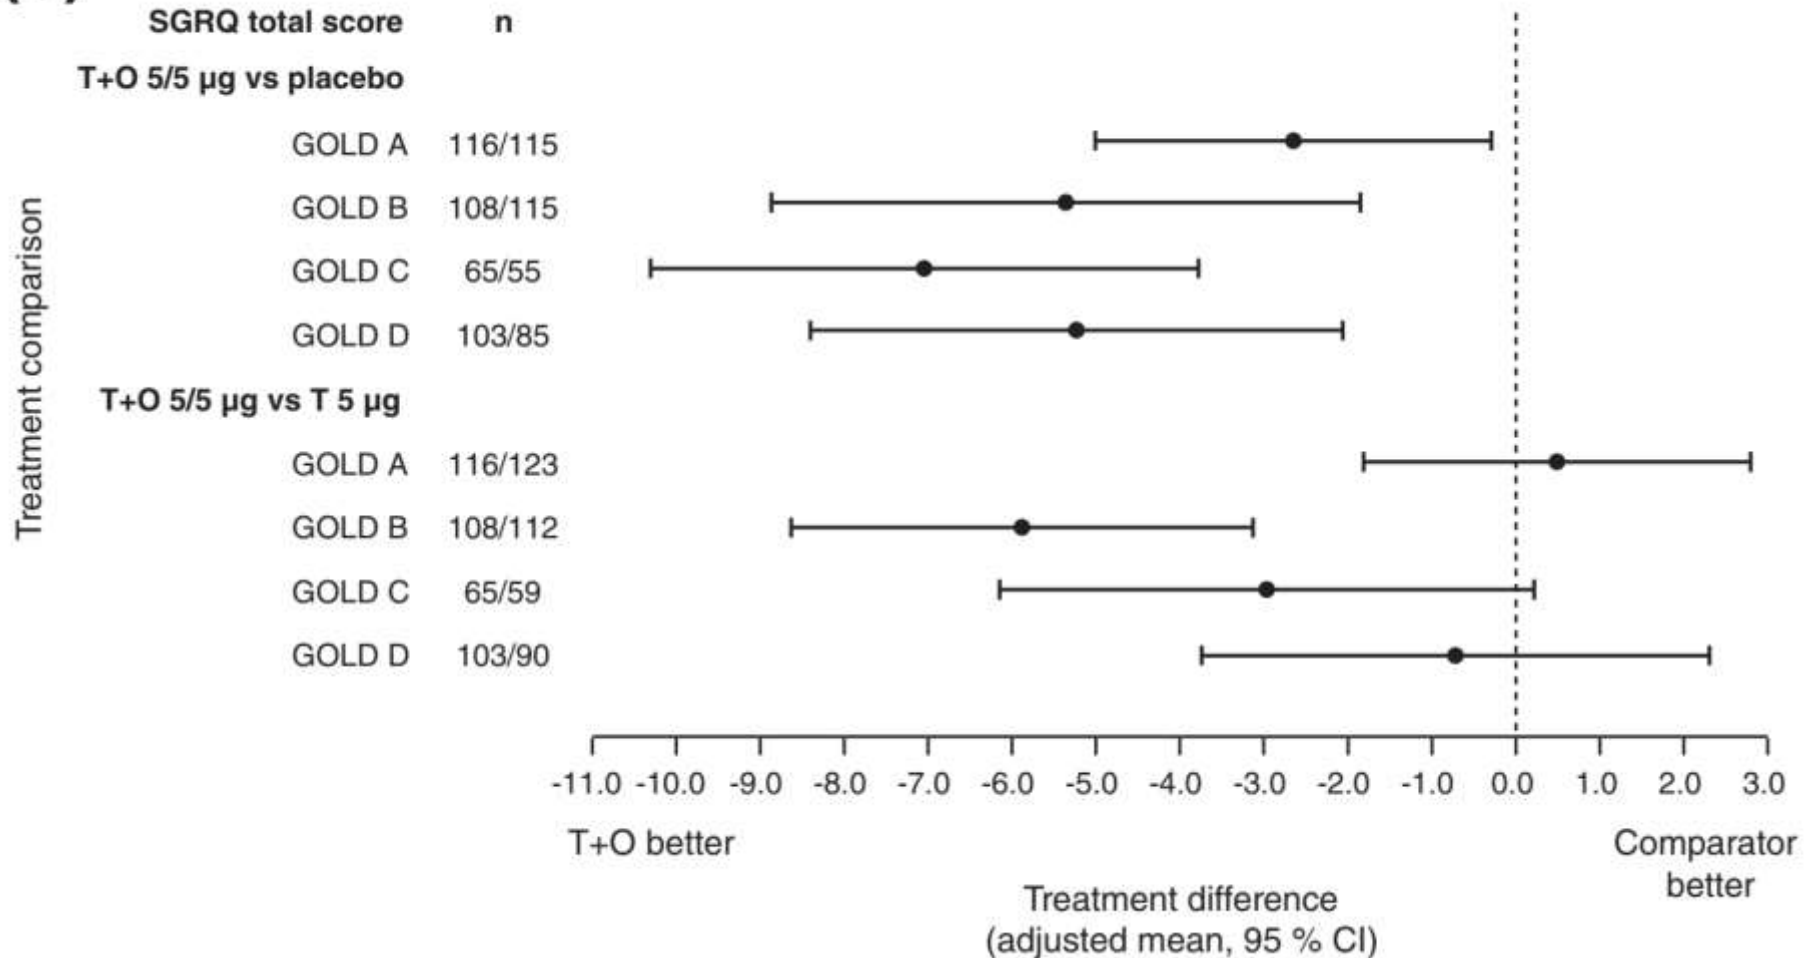 SGRQ total score n
T+O 5/5 µg vs placebo
GOLD A 116/115
GOLD B 108/115
GOLD C 65/55
GOLD D 103/85
Treatment comparison
T+O 5/5 µg vs T 5 µg
GOLD A 116/123
GOLD B 108/112
GOLD C 65/59
GOLD D 103/90
-11.0 -10.0 -9.0 -8.0 -7.0 -6.0 -5.0 -4.0 -3.0 -2.0 -1.0 0.0 1.0 2.0 3.0
T+O better
Comparator
better
Treatment difference
(adjusted mean, 95 % CI)